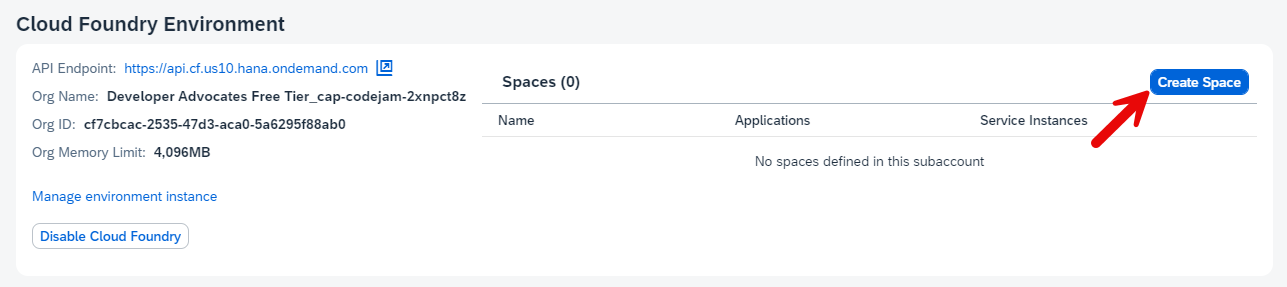 Cloud Foundry Environment
API Endpoint: https://api.cf.us10.hana.ondemand.com
Org Name: Developer Advocates Free Tier_cap-codejam-2xnpct8z
Org ID: cf7cbcac-2535-47d3-aca0-5a6295f88ab0
Org Memory Limit: 4,096MB
Manage environment instance
Disable Cloud Foundry
Spaces (0)
Create Space
Name Applications Service Instances
No spaces defined in this subaccount